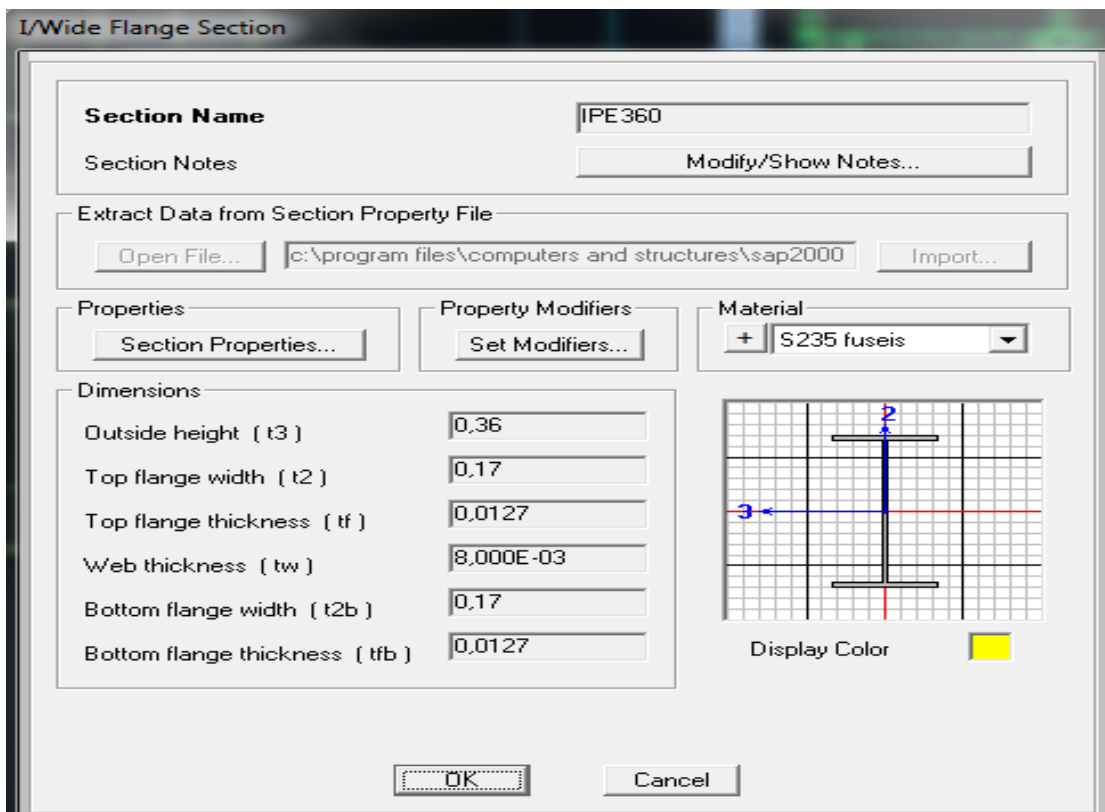 I/Wide Flange Section
Section Name IPE360
Section Notes Modify/Show Notes...
Extract Data from Section Property File
Open File... c:\program files\computers and structures\sap2000 Import...
Properties Property Modifiers Material
Section Properties... Set Modifiers... + S235 fuseis
Dimensions
Outside height ( t3 ) 0,36
Top flange width ( t2 ) 0,17
Top flange thickness ( tf ) 0,0127
Web thickness ( tw ) 8,000E-03
Bottom flange width ( t2b ) 0,17
Bottom flange thickness ( tfb ) 0,0127
2
3
Display Color
OK Cancel